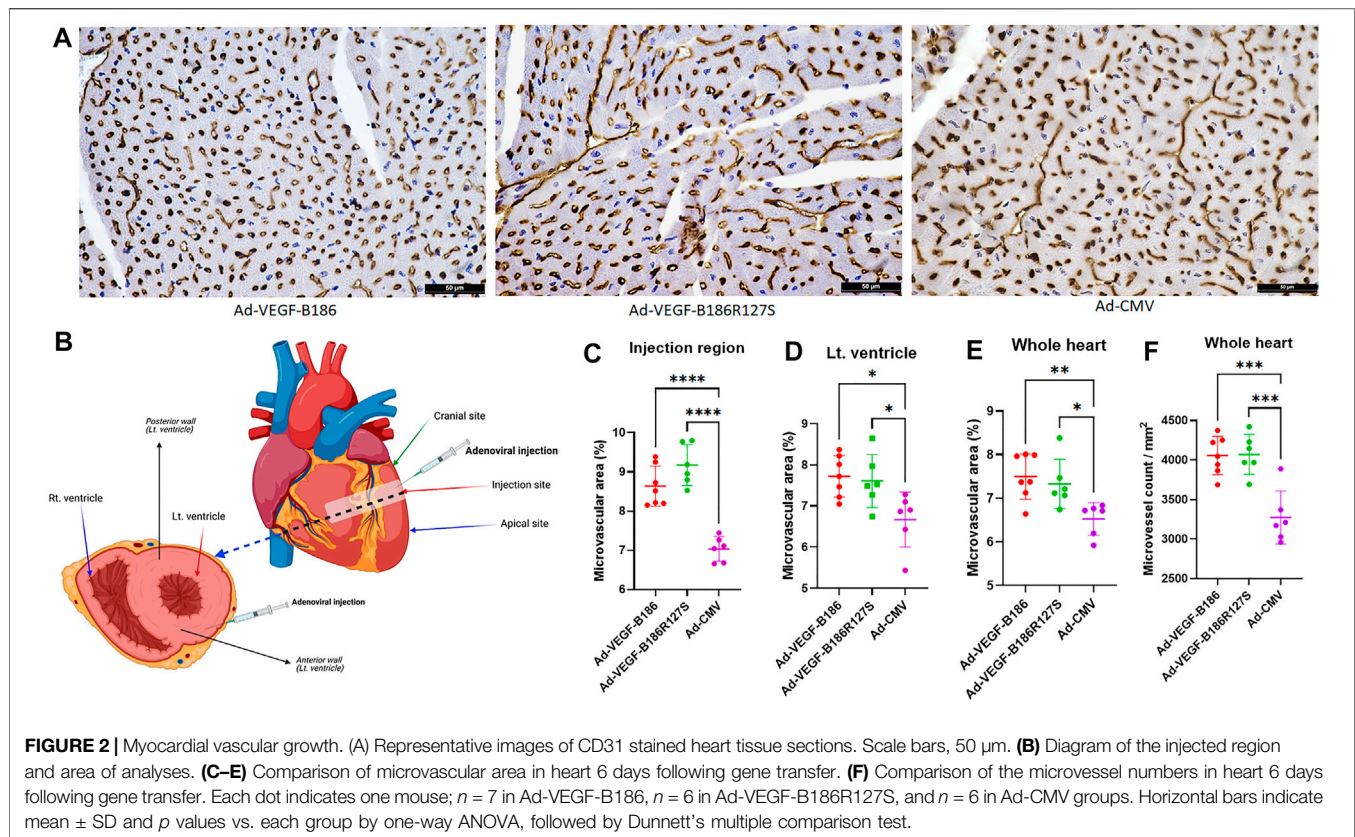 A
50 µm
50 µm
50 µm
Ad-VEGF-B186
Ad-VEGF-B186R127S
Ad-CMV
B
Posterior wall
(Lt. ventricle)
Rt. ventricle
Lt. ventricle
Cranial site
Adenoviral injection
Injection site
Apical site
Adenoviral injection
Anterior wall
(Lt. ventricle)
C
Injection region
Microvascular area (%)
10
9
8
7
6
****
****
Ad-VEGF-B186
Ad-VEGF-B186R127S
Ad-CMV
D
Lt. ventricle
Microvascular area (%)
9
8
7
6
5
*
*
Ad-VEGF-B186
Ad-VEGF-B186R127S
Ad-CMV
E
Whole heart
Microvascular area (%)
9
8
7
6
5
**
*
Ad-VEGF-B186
Ad-VEGF-B186R127S
Ad-CMV
F
Whole heart
Microvessel count / mm²
4500
4000
3500
3000
2500
***
***
Ad-VEGF-B186
Ad-VEGF-B186R127S
Ad-CMV
FIGURE 2 | Myocardial vascular growth. (A) Representative images of CD31 stained heart tissue sections. Scale bars, 50 µm. (B) Diagram of the injected region
and area of analyses. (C–E) Comparison of microvascular area in heart 6 days following gene transfer. (F) Comparison of the microvessel numbers in heart 6 days
following gene transfer. Each dot indicates one mouse; n = 7 in Ad-VEGF-B186, n = 6 in Ad-VEGF-B186R127S, and n = 6 in Ad-CMV groups. Horizontal bars indicate
mean ± SD and p values vs. each group by one-way ANOVA, followed by Dunnett's multiple comparison test.